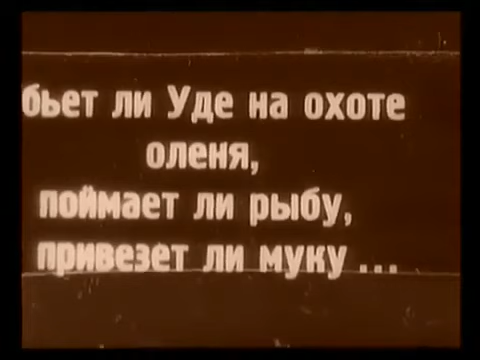 бьет ли Уде на охоте
оленя,
поймает ли рыбу,
привезет ли муку...